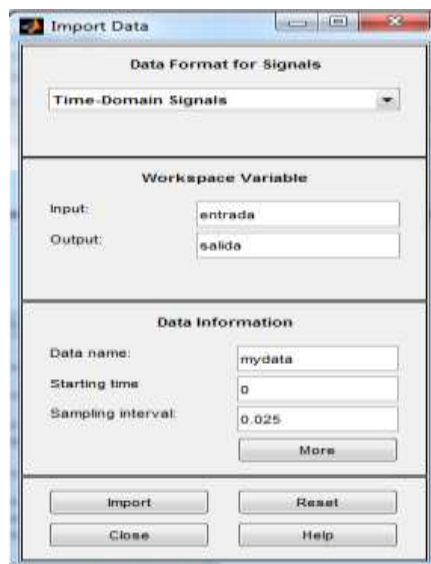 Import Data
Data Format for Signals
Time-Domain Signals
Workspace Variable
Input: entrada
Output: salida
Data Information
Data name: mydata
Starting time 0
Sampling interval: 0.025
More
Import Reset
Close Help